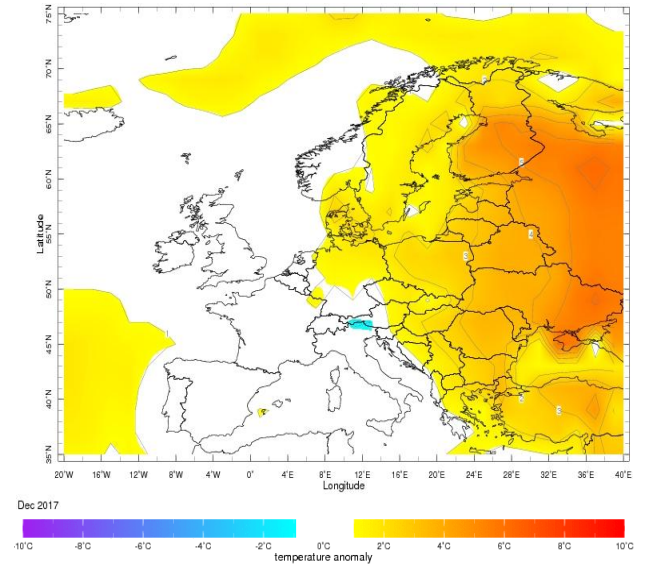 75˚N
70˚N
65˚N
60˚N
55˚N
50˚N
45˚N
40˚N
35˚N
Latitude
20˚W 16˚W 12˚W 8˚W 4˚W 0˚ 4˚E 8˚E 12˚E 16˚E 20˚E 24˚E 28˚E 32˚E 36˚E 40˚E
Longitude
Dec 2017
-10˚C -8˚C -6˚C -4˚C -2˚C 0˚C 2˚C 4˚C 6˚C 8˚C 10˚C
temperature anomaly